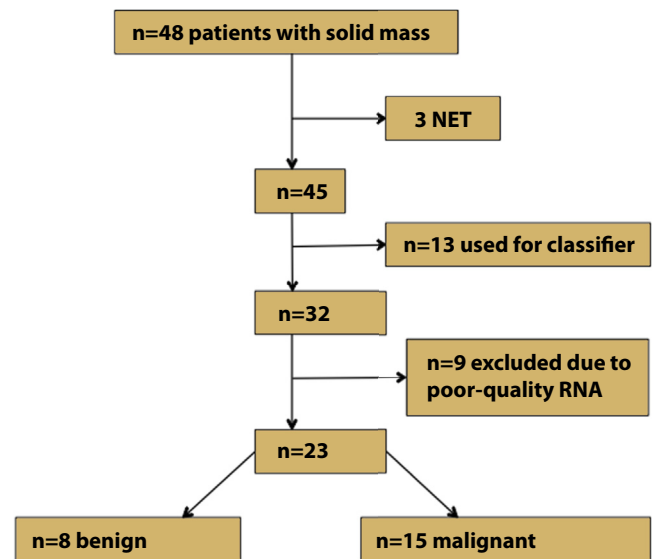 n=48 patients with solid mass
3 NET
n=45
n=13 used for classifier
n=32
n=9 excluded due to
poor-quality RNA
n=23
n=8 benign
n=15 malignant